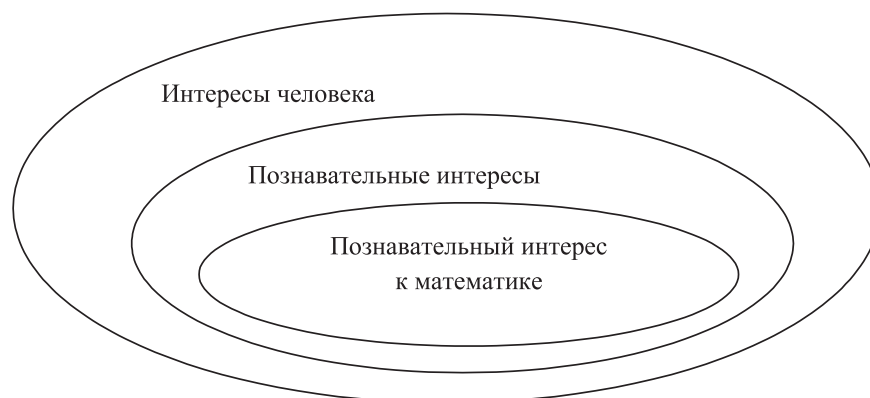 Интересы человека
Познавательные интересы
Познавательный интерес
к математике